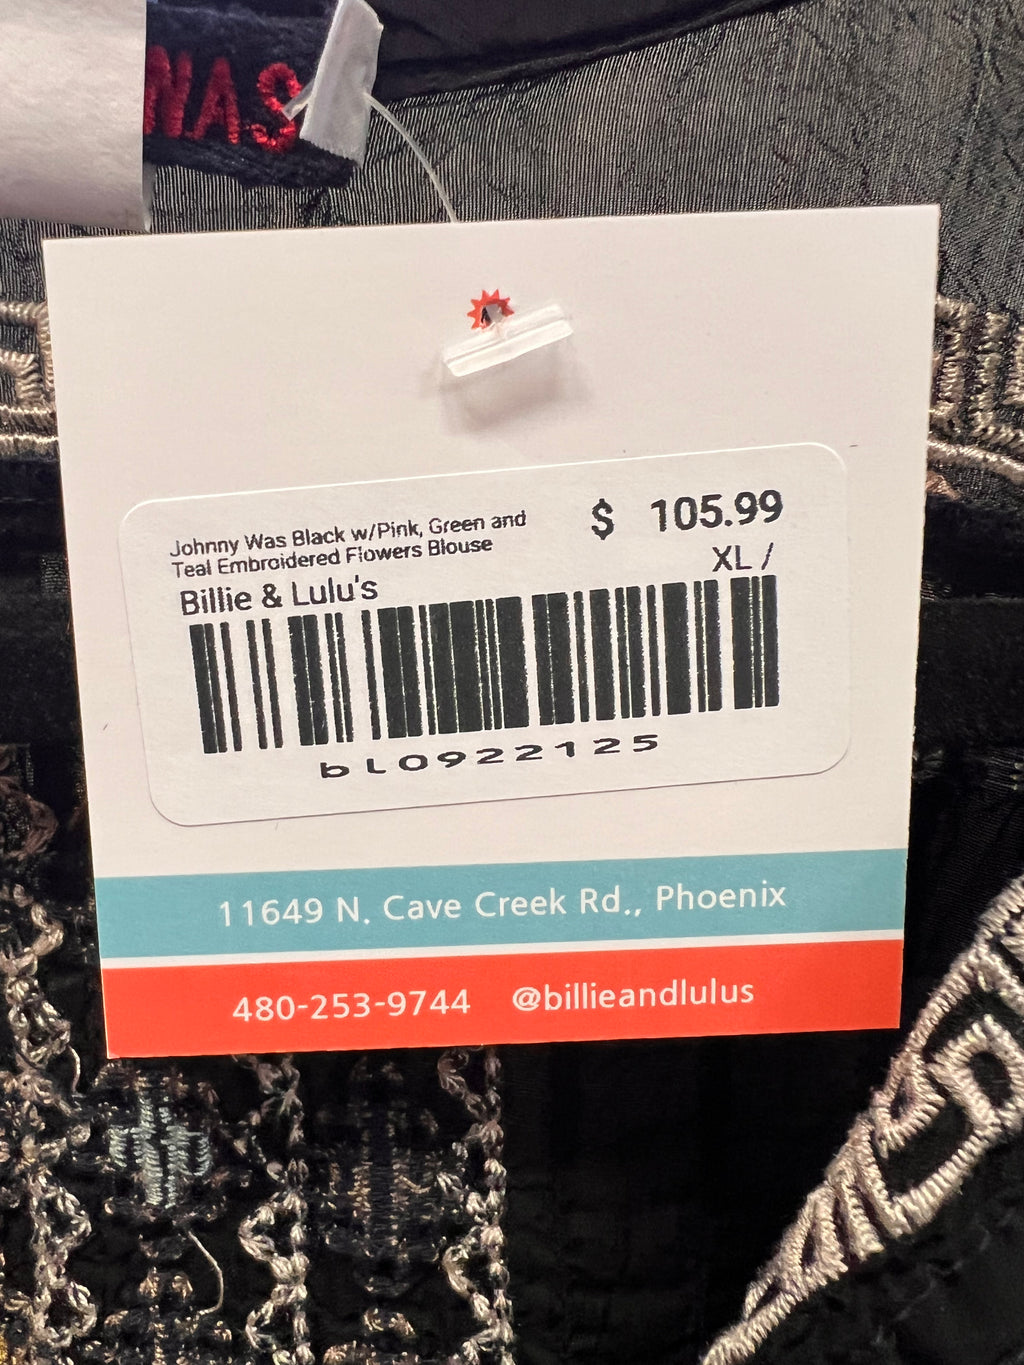 WAS
Johnny Was Black w/Pink, Green and
Teal Embroidered Flowers Blouse
$ 105.99
XL /
Billie & Lulu's
bL0922125
11649 N. Cave Creek Rd., Phoenix
480-253-9744 @billieandlulus